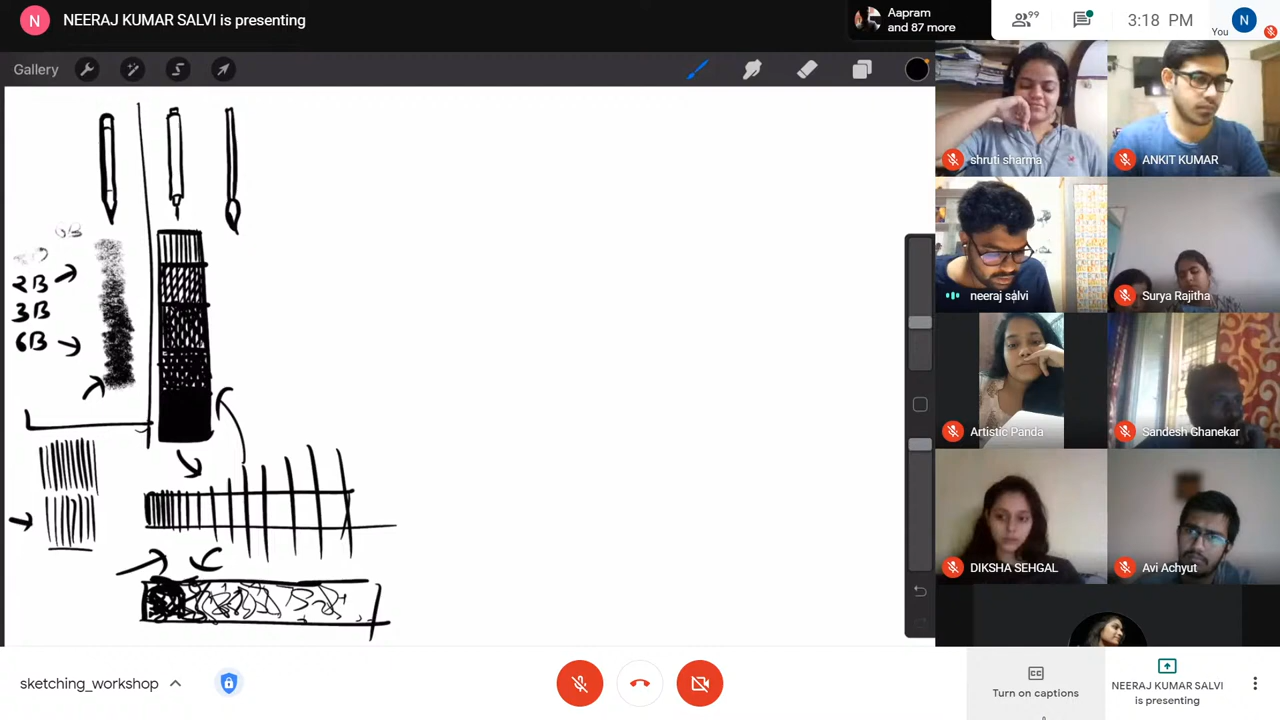 N NEERAJ KUMAR SALVI is presenting
Aapram
and 87 more
99
3:18 PM
N
You
Gallery
6B
2B
3B
6B
shruti sharma
ANKIT KUMAR
neeraj salvi
Surya Rajitha
Artistic Panda
Sandesh Ghanekar
DIKSHA SEHGAL
Avi Achyut
sketching_workshop
CC
Turn on captions
NEERAJ KUMAR SALVI
is presenting